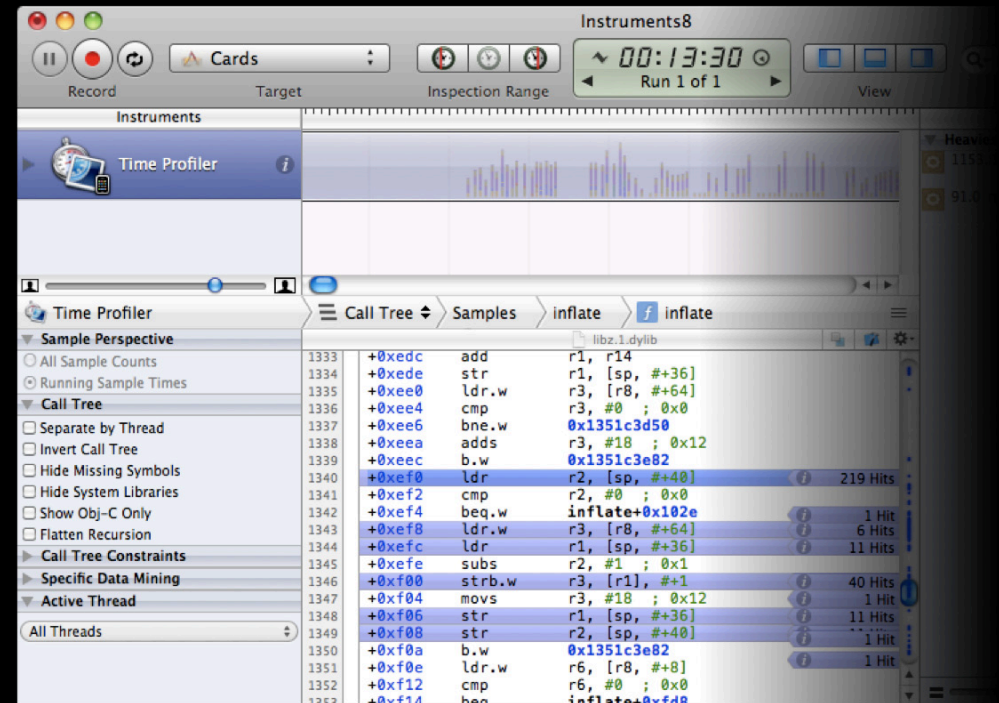 Instruments8
Cards
00:13:30
Run 1 of 1
Record
Target
Inspection Range
View
Instruments
Time Profiler
Heavie
1153
91.0
Time Profiler
Call Tree
Samples
inflate
inflate
Sample Perspective
libz.1.dylib
All Sample Counts
Running Sample Times
Call Tree
Separate by Thread
Invert Call Tree
Hide Missing Symbols
Hide System Libraries
Show Obj-C Only
Flatten Recursion
Call Tree Constraints
Specific Data Mining
Active Thread
All Threads
1333 +0xedc add r1, r14
1334 +0xede str r1, [sp, #+36]
1335 +0xee0 ldr.w r3, [r8, #+64]
1336 +0xee4 cmp r3, #0 ; 0x0
1337 +0xee6 bne.w 0x1351c3d50
1338 +0xeea adds r3, #18 ; 0x12
1339 +0xeec b.w 0x1351c3e82
1340 +0xef0 ldr r2, [sp, #+40] 219 Hits
1341 +0xef2 cmp r2, #0 ; 0x0
1342 +0xef4 beq.w inflate+0x102e 1 Hit
1343 +0xef8 ldr.w r3, [r8, #+64] 6 Hits
1344 +0xefc ldr r1, [sp, #+36] 11 Hits
1345 +0xefe subs r2, #1 ; 0x1
1346 +0xf00 strb.w r3, [r1], #+1 40 Hits
1347 +0xf04 movs r3, #18 ; 0x12 1 Hit
1348 +0xf06 str r1, [sp, #+36] 11 Hits
1349 +0xf08 str r2, [sp, #+40] 1 Hit
1350 +0xf0a b.w 0x1351c3e82
1351 +0xf0e ldr.w r6, [r8, #+8] 1 Hit
1352 +0xf12 cmp r6, #0 ; 0x0
1353 +0xf14 beq inflate+0xfd8